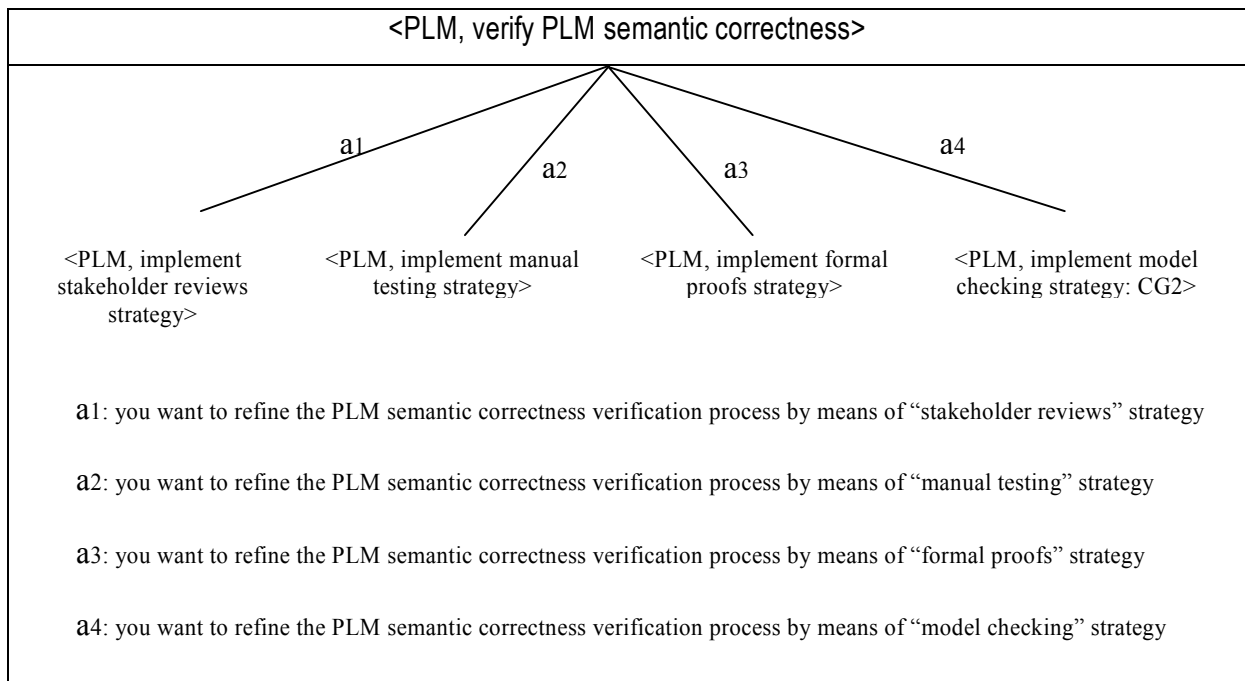 <PLM, verify PLM semantic correctness>
a1
a2
a3
a4
<PLM, implement
stakeholder reviews
strategy>
<PLM, implement manual
testing strategy>
<PLM, implement formal
proofs strategy>
<PLM, implement model
checking strategy: CG2>
a1: you want to refine the PLM semantic correctness verification process by means of “stakeholder reviews” strategy
a2: you want to refine the PLM semantic correctness verification process by means of “manual testing” strategy
a3: you want to refine the PLM semantic correctness verification process by means of “formal proofs” strategy
a4: you want to refine the PLM semantic correctness verification process by means of “model checking” strategy